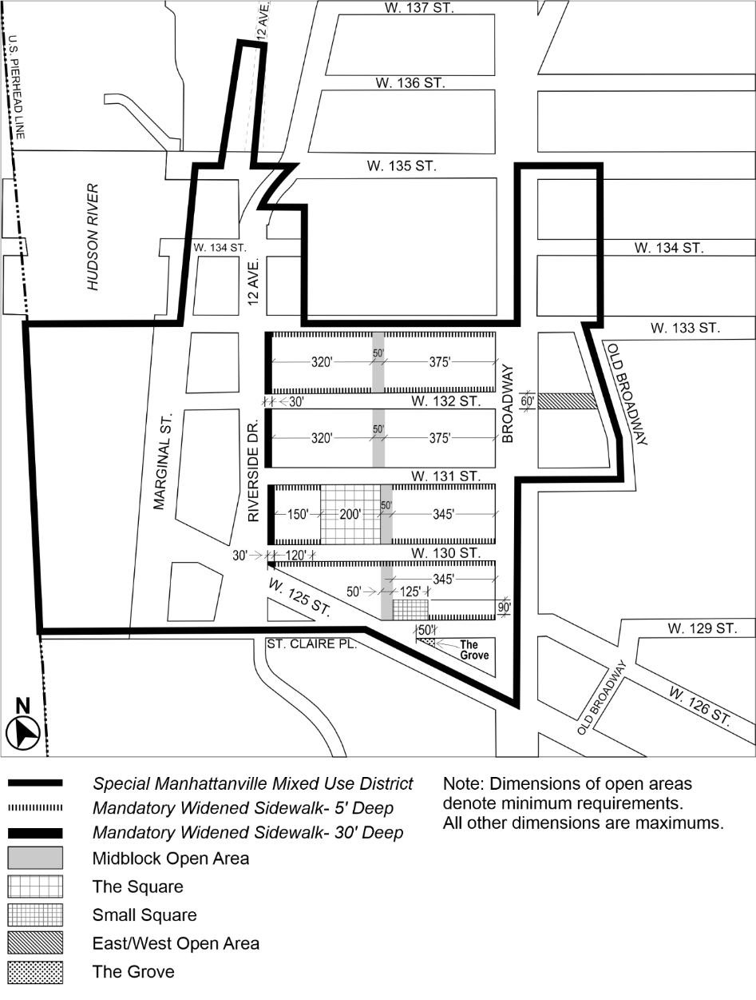 W. 137 ST.
12 AVE.
U.S. PIERHEAD LINE
W. 136 ST.
W. 135 ST.
HUDSON RIVER
W. 134 ST.
W. 134 ST.
12 AVE.
W. 133 ST.
OLD BROADWAY
320'
50'
375'
BROADWAY
30'
W. 132 ST.
60'
MARGINAL ST.
RIVERSIDE DR.
320'
50'
375'
W. 131 ST.
150'
200'
50'
345'
30'
120'
W. 130 ST.
W. 125 ST.
345'
50'
125'
90'
50'
ST. CLAIRE PL.
The
Grove
W. 129 ST.
OLD BROADWAY
W. 126 ST.
N
Special Manhattanville Mixed Use District
Mandatory Widened Sidewalk- 5' Deep
Mandatory Widened Sidewalk- 30' Deep
Midblock Open Area
The Square
Small Square
East/West Open Area
The Grove
Note: Dimensions of open areas
denote minimum requirements.
All other dimensions are maximums.